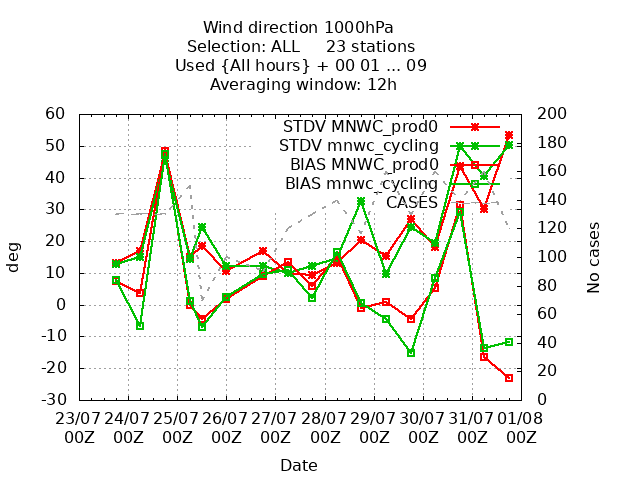 Wind direction 1000hPa
Selection: ALL 23 stations
Used {All hours} + 00 01 ... 09
Averaging window: 12h
STDV MNWC_prod0
STDV mnwc_cycling
BIAS MNWC_prod0
BIAS mnwc_cycling
CASES
deg
60
50
40
30
20
10
0
-10
-20
-30
No cases
200
180
160
140
120
100
80
60
40
20
0
23/07 24/07 25/07 26/07 27/07 28/07 29/07 30/07 31/07 01/08
00Z 00Z 00Z 00Z 00Z 00Z 00Z 00Z 00Z 00Z
Date